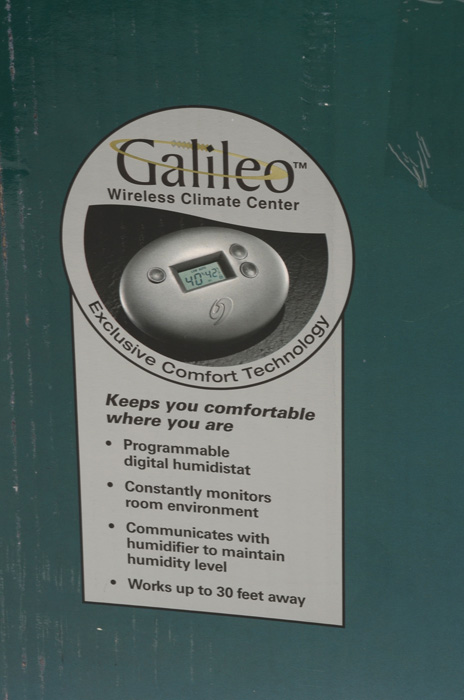 Galileo™
Wireless Climate Center
40 42
Exclusive Comfort Technology
Keeps you comfortable
where you are
• Programmable
digital humidistat
• Constantly monitors
room environment
• Communicates with
humidifier to maintain
humidity level
• Works up to 30 feet away